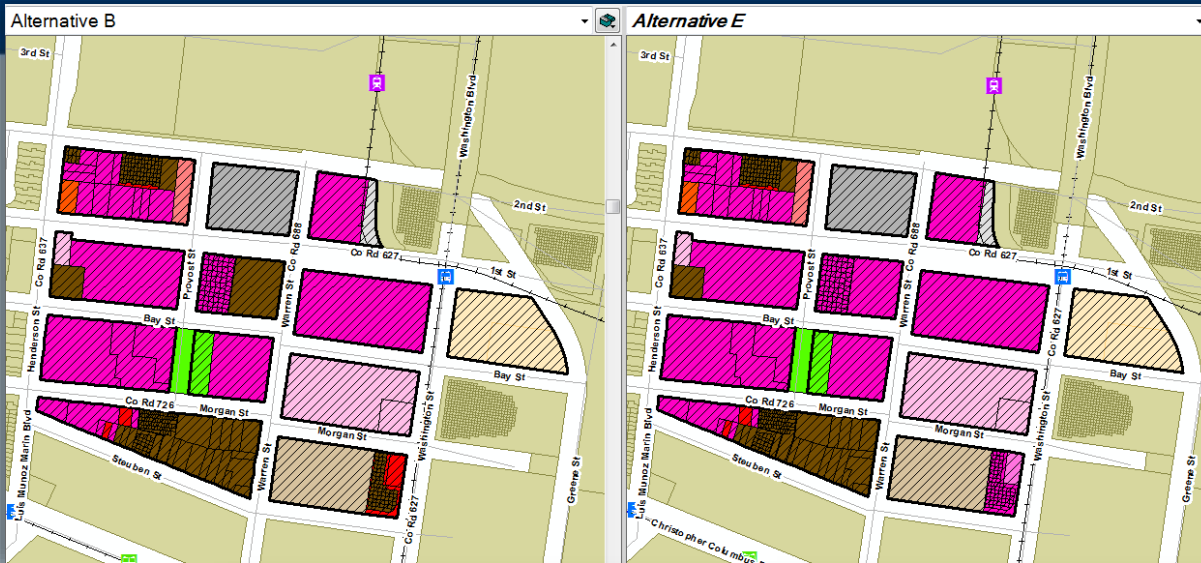 Alternative B
3rd St
Washington Blvd
2nd St
Co Rd 637
Provost St
Co Rd 688
Co Rd 627
1st St
Henderson St
Bay St
Warren St
Bay St
Co Rd 726
Morgan St
Morgan St
Washington St
Luis Munoz Marin Blvd
Steuben St
Warren St
Co Rd 627
Greene St
Alternative E
3rd St
Washington Blvd
2nd St
Co Rd 637
Provost St
Co Rd 688
Co Rd 627
1st St
Henderson St
Bay St
Warren St
Co Rd 627
Bay St
Co Rd 726
Morgan St
Morgan St
Washington St
Luis Munoz Marin Blvd
Steuben St
Warren St
Greene St
Christopher Columbus